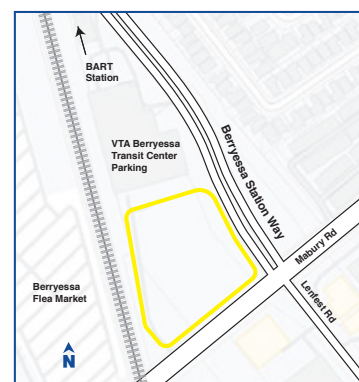 BART
Station
VTA Berryessa
Transit Center
Parking
Berryessa Station Way
Mabury Rd
Lenfest Rd
Berryessa
Flea Market
N